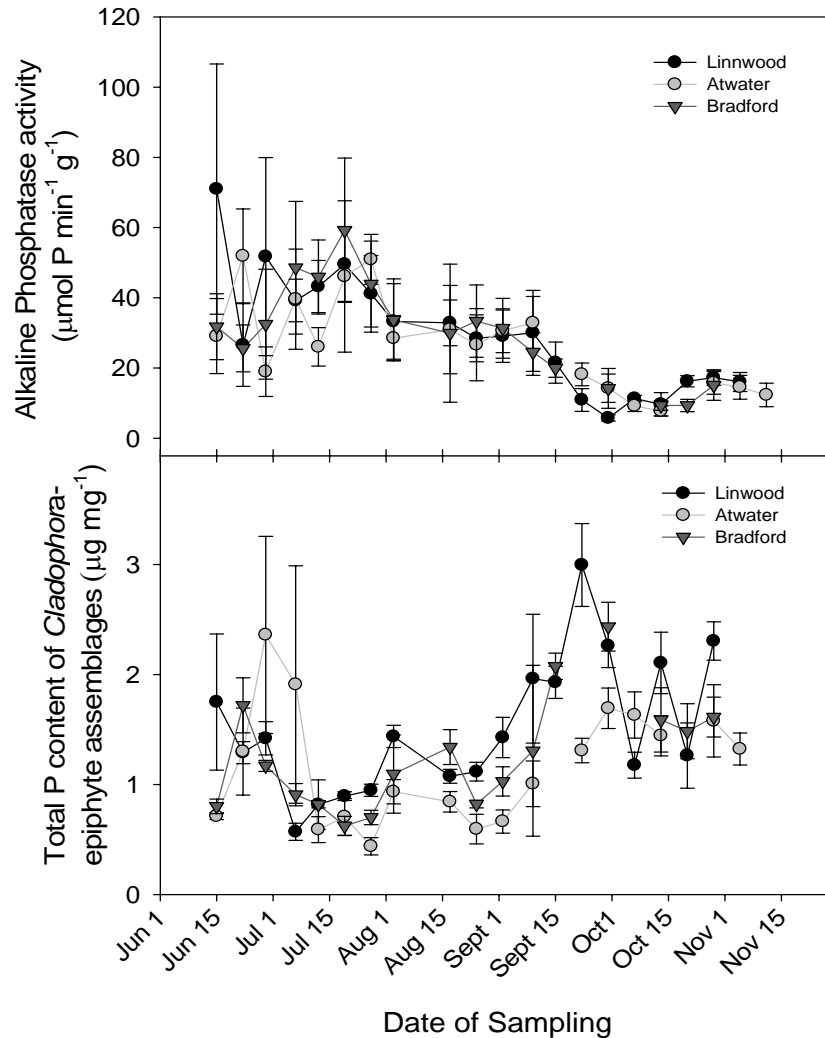 Alkaline Phosphatase activity
(μmol P min-1 g-1)
120
100
80
60
40
20
0
Linnwood
Atwater
Bradford
Total P content of Cladophora-
epiphyte assemblages (μg mg-1)
3
2
1
0
Linwood
Atwater
Bradford
Jun 1
Jun 15
Jul 1
Jul 15
Aug 1
Aug 15
Sept 1
Sept 15
Oct1
Oct 15
Nov 1
Nov 15
Date of Sampling